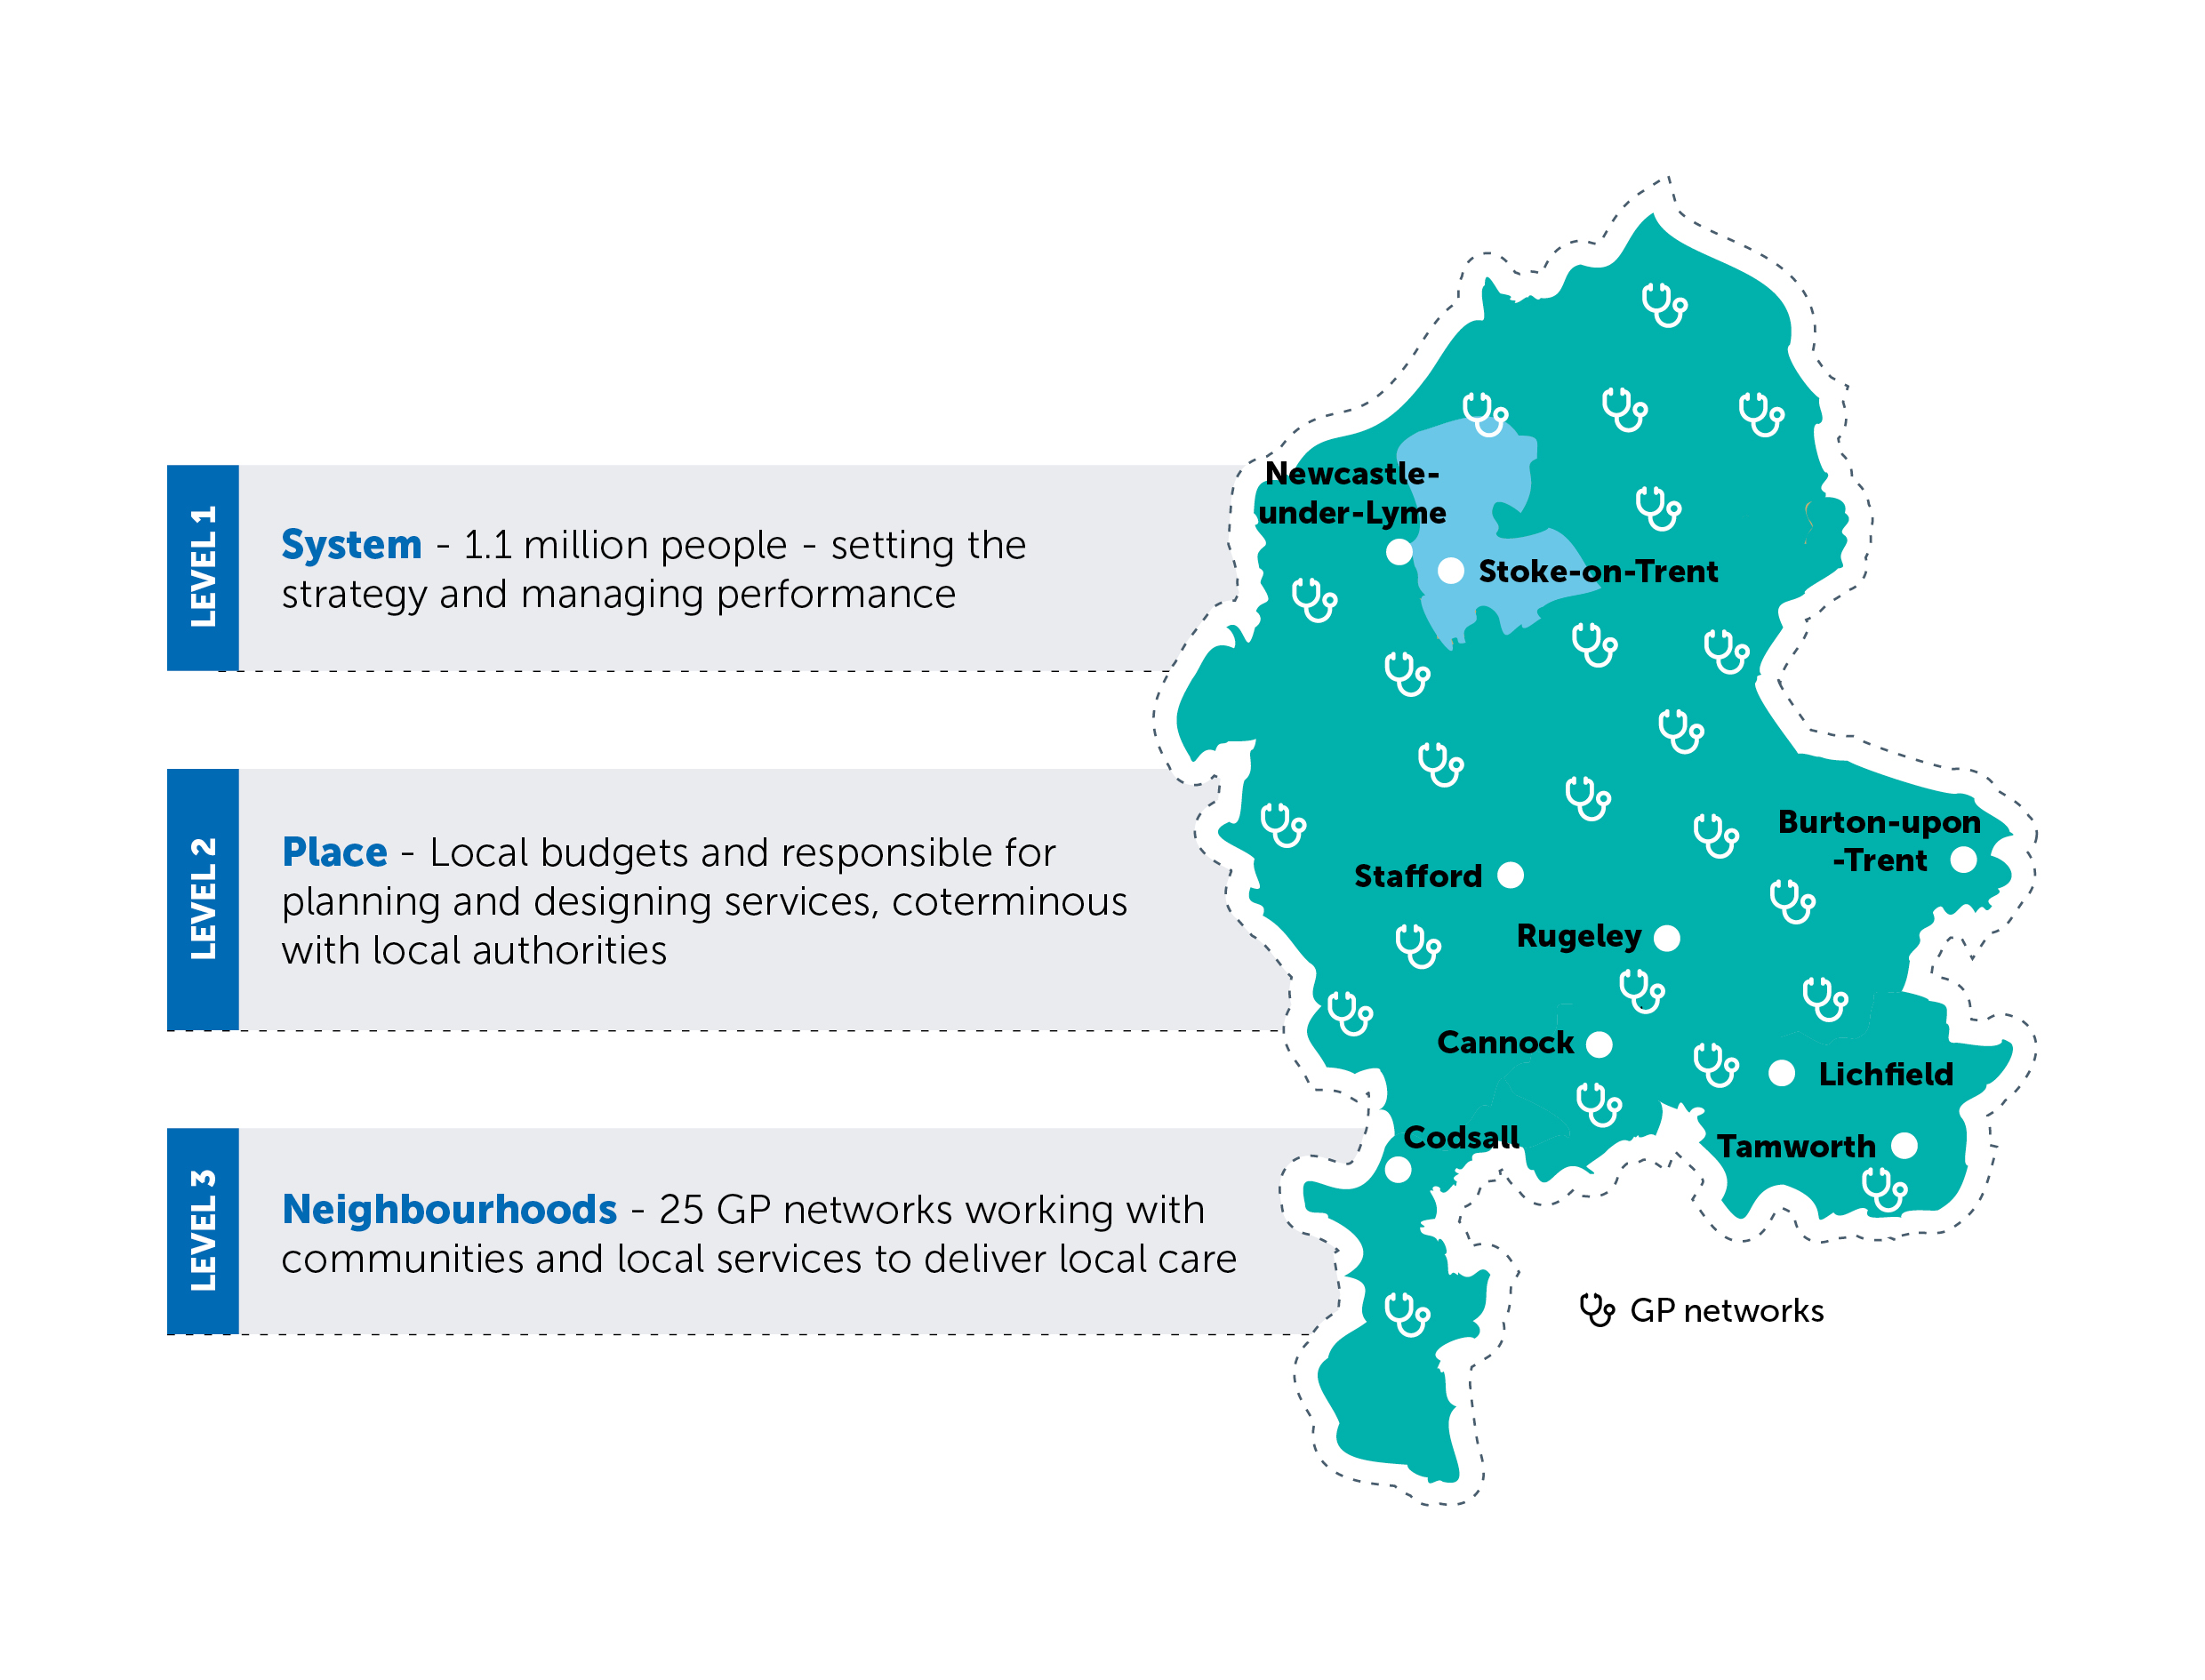 LEVEL 1
System - 1.1 million people - setting the
strategy and managing performance
LEVEL 2
Place - Local budgets and responsible for
planning and designing services, coterminous
with local authorities
LEVEL 3
Neighbourhoods - 25 GP networks working with
communities and local services to deliver local care
Newcastle-
under-Lyme
Stoke-on-Trent
Burton-upon
-Trent
Stafford
Rugeley
Cannock
Lichfield
Codsall
Tamworth
GP networks